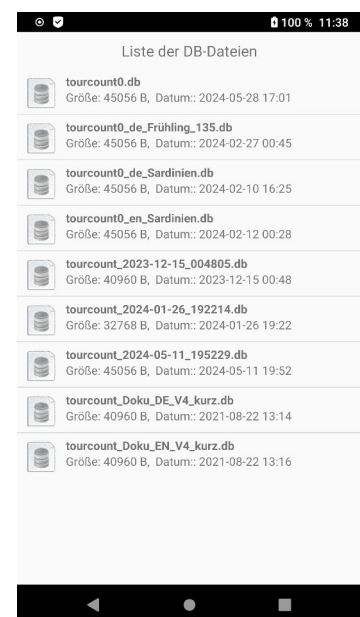 100 % 11:38
Liste der DB-Dateien
tourcount0.db
Größe: 45056 B, Datum:: 2024-05-28 17:01
tourcount0_de_Frühling_135.db
Größe: 45056 B, Datum:: 2024-02-27 00:45
tourcount0_de_Sardinien.db
Größe: 45056 B, Datum:: 2024-02-10 16:25
tourcount0_en_Sardinien.db
Größe: 45056 B, Datum:: 2024-02-12 00:28
tourcount_2023-12-15_004805.db
Größe: 40960 B, Datum:: 2023-12-15 00:48
tourcount_2024-01-26_192214.db
Größe: 32768 B, Datum:: 2024-01-26 19:22
tourcount_2024-05-11_195229.db
Größe: 45056 B, Datum:: 2024-05-11 19:52
tourcount_Doku_DE_V4_kurz.db
Größe: 40960 B, Datum:: 2021-08-22 13:14
tourcount_Doku_EN_V4_kurz.db
Größe: 40960 B, Datum:: 2021-08-22 13:16